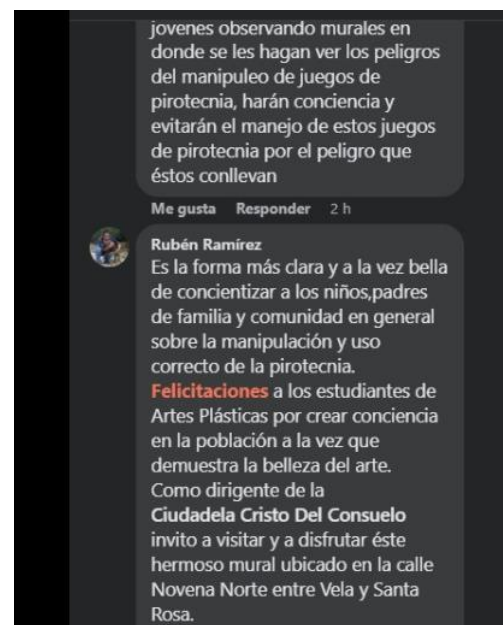 jovenes observando murales en
donde se les hagan ver los peligros
del manipuleo de juegos de
pirotecnia, harán conciencia y
evitarán el manejo de estos juegos
de pirotecnia por el peligro que
éstos conllevan
Me gusta Responder 2 h
Rubén Ramírez
Es la forma más clara y a la vez bella
de concientizar a los niños,padres
de familia y comunidad en general
sobre la manipulación y uso
correcto de la pirotecnia.
Felicitaciones a los estudiantes de
Artes Plásticas por crear conciencia
en la población a la vez que
demuestra la belleza del arte.
Como dirigente de la
Ciudadela Cristo Del Consuelo
invito a visitar y a disfrutar éste
hermoso mural ubicado en la calle
Novena Norte entre Vela y Santa
Rosa.